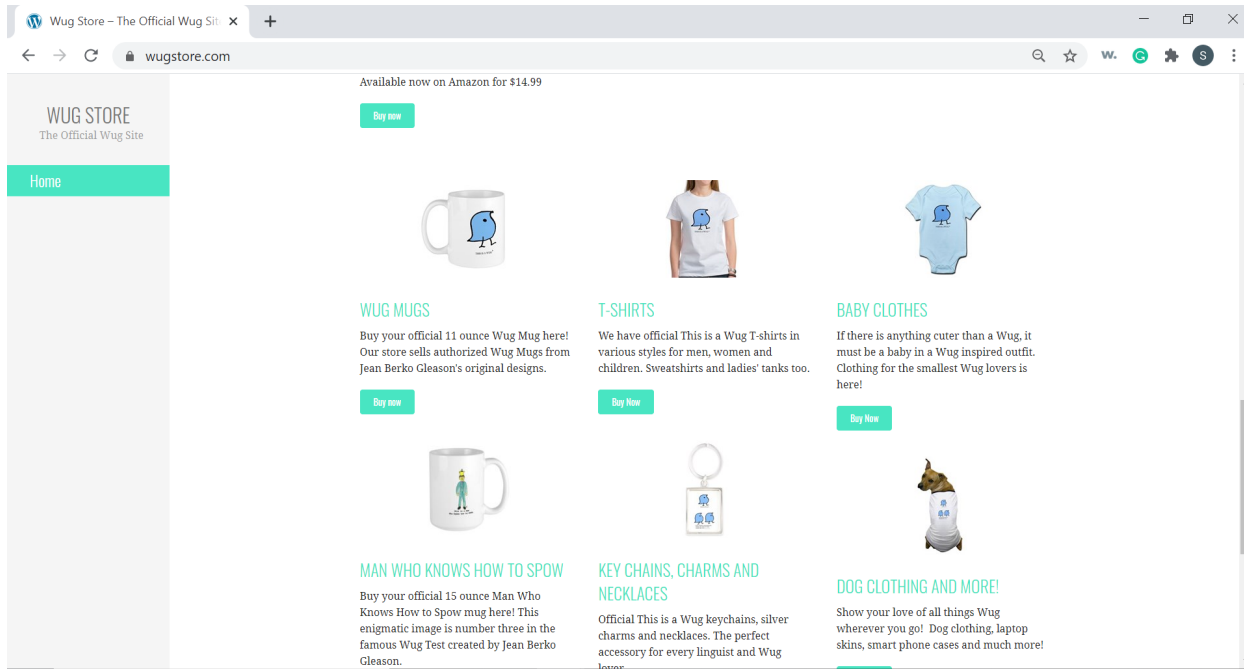 Wug Store – The Official Wug Sit
wugstore.com
S
Available now on Amazon for $14.99
Buy now
WUG STORE
The Official Wug Site
Home
WUG MUGS
Buy your official 11 ounce Wug Mug here!
Our store sells authorized Wug Mugs from
Jean Berko Gleason's original designs.
Buy now
T-SHIRTS
We have official This is a Wug T-shirts in
various styles for men, women and
children. Sweatshirts and ladies' tanks too.
Buy Now
BABY CLOTHES
If there is anything cuter than a Wug, it
must be a baby in a Wug inspired outfit.
Clothing for the smallest Wug lovers is
here!
Buy Now
MAN WHO KNOWS HOW TO SPOW
Buy your official 15 ounce Man Who
Knows How to Spow mug here! This
enigmatic image is number three in the
famous Wug Test created by Jean Berko
Gleason.
KEY CHAINS, CHARMS AND
NECKLACES
Official This is a Wug keychains, silver
charms and necklaces. The perfect
accessory for every linguist and Wug
lover
DOG CLOTHING AND MORE!
Show your love of all things Wug
wherever you go! Dog clothing, laptop
skins, smart phone cases and much more!